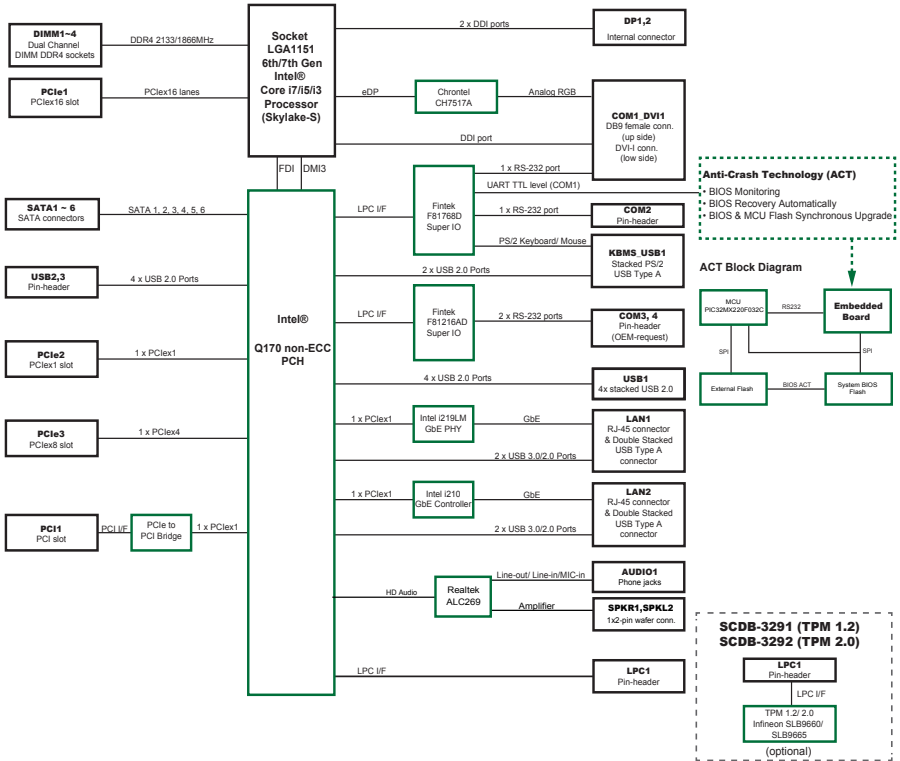 DIMM1~4
Dual Channel
DIMM DDR4 sockets
DDR4 2133/1866MHz
PCIe1
PCIex16 slot
PCIex16 lanes
Socket
LGA1151
6th/7th Gen
Intel®
Core i7/i5/i3
Processor
(Skylake-S)
2 x DDI ports
DP1,2
Internal connector
eDP
Chrontel
CH7517A
Analog RGB
DDI port
COM1_DVI1
DB9 female conn.
(up side)
DVI-I conn.
(low side)
FDI
DMI3
SATA1 ~ 6
SATA connectors
SATA 1, 2, 3, 4, 5, 6
USB2,3
Pin-header
4 x USB 2.0 Ports
PCIe2
PCIex1 slot
1 x PCIex1
PCIe3
PCIex8 slot
1 x PCIex4
PCI1
PCI slot
PCI I/F
PCIe to
PCI Bridge
1 x PCIex1
Intel®
Q170 non-ECC
PCH
LPC I/F
Fintek
F81768D
Super IO
1 x RS-232 port
UART TTL level (COM1)
1 x RS-232 port
COM2
Pin-header
PS/2 Keyboard/ Mouse
KBMS_USB1
Stacked PS/2
USB Type A
2 x USB 2.0 Ports
LPC I/F
Fintek
F81216AD
Super IO
2 x RS-232 ports
COM3, 4
Pin-header
(OEM-request)
4 x USB 2.0 Ports
USB1
4x stacked USB 2.0
1 x PCIex1
Intel i219LM
GbE PHY
GbE
LAN1
RJ-45 connector
& Double Stacked
USB Type A
connector
2 x USB 3.0/2.0 Ports
1 x PCIex1
Intel i210
GbE Controller
GbE
LAN2
RJ-45 connector
& Double Stacked
USB Type A
connector
2 x USB 3.0/2.0 Ports
HD Audio
Realtek
ALC269
Line-out/ Line-in/MIC-in
AUDIO1
Phone jacks
Amplifier
SPKR1,SPKL2
1x2-pin wafer conn.
LPC I/F
LPC1
Pin-header
Anti-Crash Technology (ACT)
• BIOS Monitoring
• BIOS Recovery Automatically
• BIOS & MCU Flash Synchronous Upgrade
ACT Block Diagram
MCU
PIC32MX220F032C
RS232
Embedded
Board
SPI
SPI
External Flash
BIOS ACT
System BIOS
Flash
SCDB-3291 (TPM 1.2)
SCDB-3292 (TPM 2.0)
LPC1
Pin-header
LPC I/F
TPM 1.2/ 2.0
Infineon SLB9660/
SLB9665
(optional)